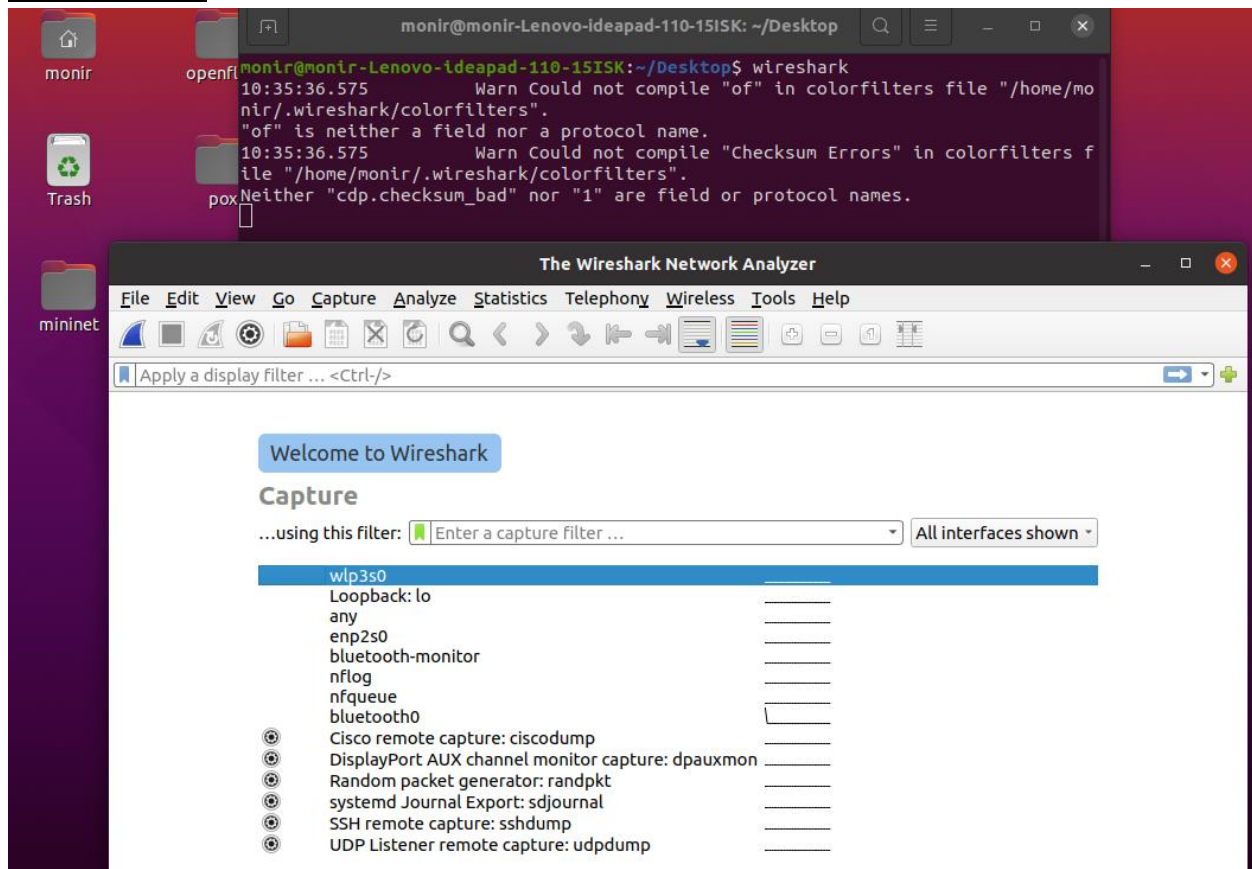 monir@monir-Lenovo-ideapad-110-15ISK: ~/Desktop
monir
openfl
monir@monir-Lenovo-ideapad-110-15ISK:~/Desktop$ wireshark
10:35:36.575 Warn Could not compile "of" in colorfilters file "/home/mo
nir/.wireshark/colorfilters".
"of" is neither a field nor a protocol name.
10:35:36.575 Warn Could not compile "Checksum Errors" in colorfilters f
ile "/home/monir/.wireshark/colorfilters".
Neither "cdp.checksum_bad" nor "1" are field or protocol names.
Trash
pox
mininet
The Wireshark Network Analyzer
File Edit View Go Capture Analyze Statistics Telephony Wireless Tools Help
Apply a display filter … <Ctrl-/>
Welcome to Wireshark
Capture
…using this filter: Enter a capture filter … All interfaces shown
wlp3s0
Loopback: lo
any
enp2s0
bluetooth-monitor
nflog
nfqueue
bluetooth0
Cisco remote capture: ciscodump
DisplayPort AUX channel monitor capture: dpauxmon
Random packet generator: randpkt
systemd Journal Export: sdjournal
SSH remote capture: sshdump
UDP Listener remote capture: udpdump